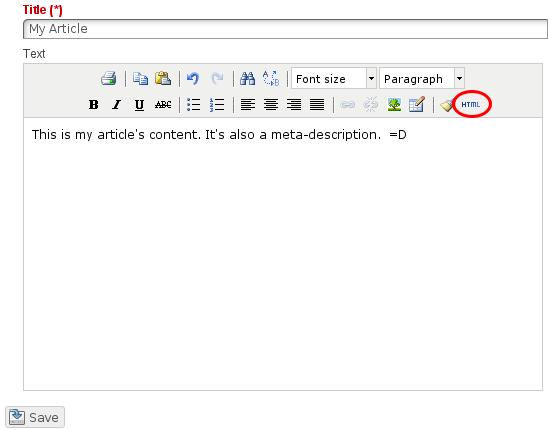 Title (*)
My Article
Text
Font size Paragraph
B I U ABC HTML
This is my article's content. It's also a meta-description. =D
Save